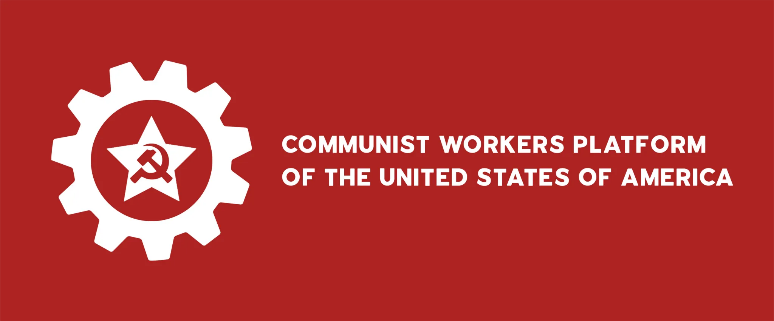 COMMUNIST WORKERS PLATFORM
OF THE UNITED STATES OF AMERICA